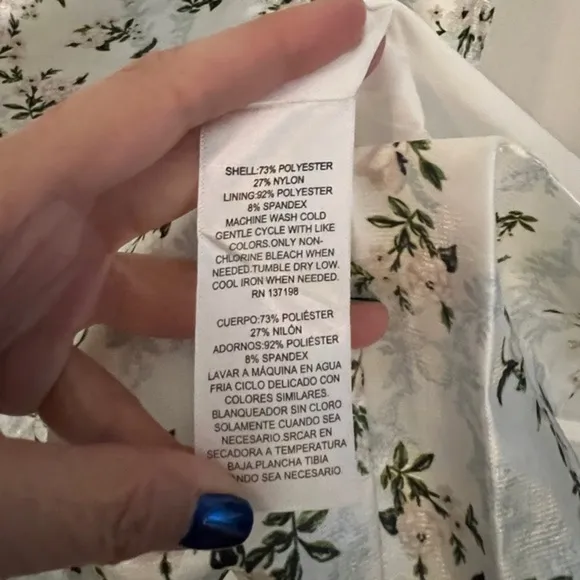 SHELL:73% POLYESTER
27% NYLON
LINING:92% POLYESTER
8% SPANDEX
MACHINE WASH COLD
GENTLE CYCLE WITH LIKE
COLORS.ONLY NON-
CHLORINE BLEACH WHEN
NEEDED.TUMBLE DRY LOW.
COOL IRON WHEN NEEDED.
RN 137198
CUERPO:73% POLIÉSTER
27% NILÓN
ADORNOS:92% POLIÉSTER
8% SPANDEX
LAVAR A MÁQUINA EN AGUA
FRIA CICLO DELICADO CON
COLORES SIMILARES.
BLANQUEADOR SIN CLORO
SOLAMENTE CUANDO SEA
NECESARIO.SRCAR EN
SECADORA A TEMPERATURA
BAJA.PLANCHA TIBIA
NDO SEA NECESARIO.